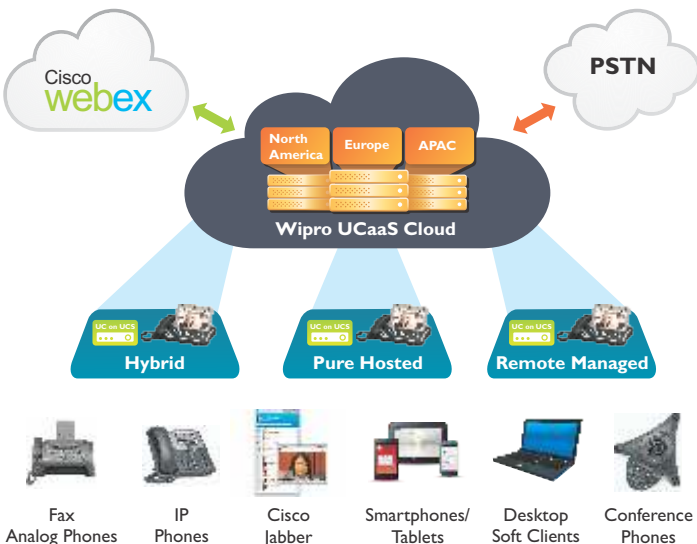 Cisco
webex
PSTN
North
America
Europe
APAC
Wipro UCaaS Cloud
UC on UCS
Hybrid
UC on UCS
Pure Hosted
UC on UCS
Remote Managed
Fax
Analog Phones
IP
Phones
Cisco
Jabber
Smartphones/
Tablets
Desktop
Soft Clients
Conference
Phones